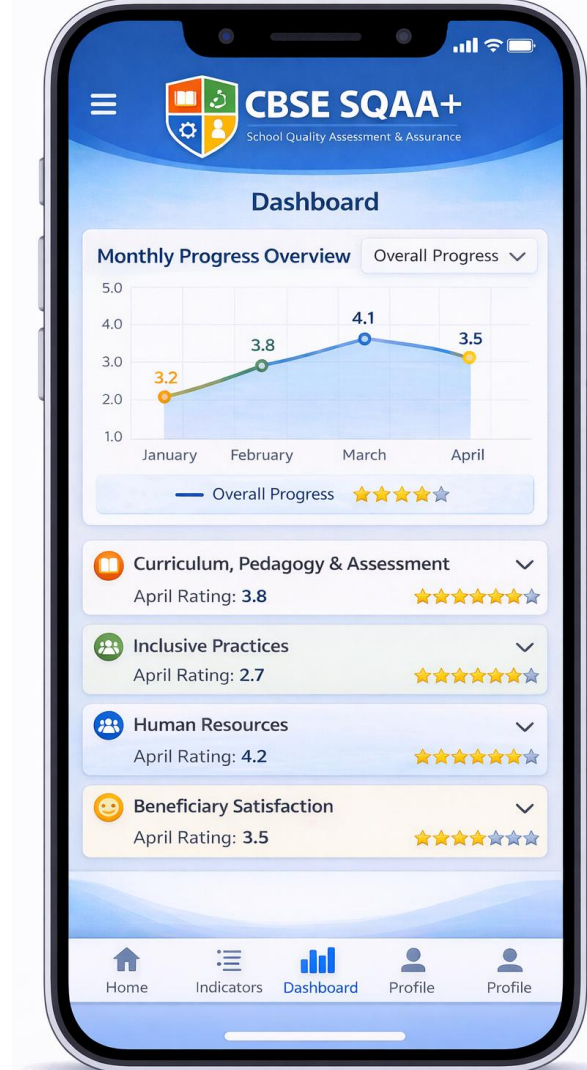 CBSE SQAA+
School Quality Assessment & Assurance
Dashboard
Monthly Progress Overview Overall Progress
5.0
4.0
3.0
2.0
1.0
3.2
3.8
4.1
3.5
January February March April
Overall Progress
Curriculum, Pedagogy & Assessment
April Rating: 3.8
Inclusive Practices
April Rating: 2.7
Human Resources
April Rating: 4.2
Beneficiary Satisfaction
April Rating: 3.5
Home Indicators Dashboard Profile Profile